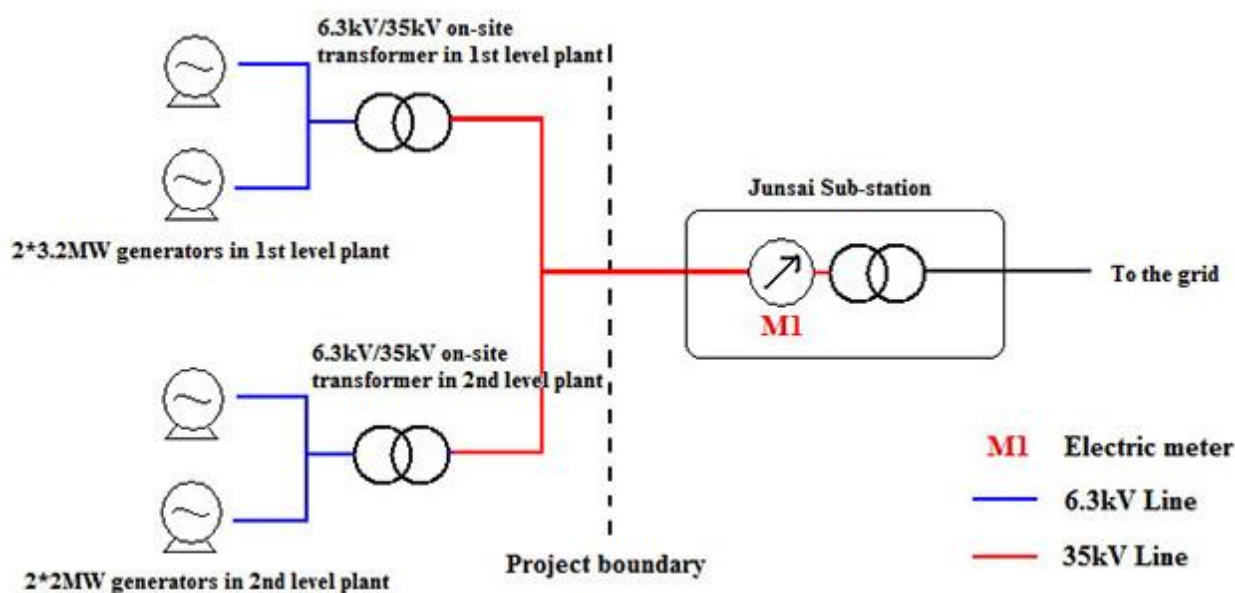 6.3kV/35kV on-site
transformer in 1st level plant
2*3.2MW generators in 1st level plant
Junsai Sub-station
M1
To the grid
6.3kV/35kV on-site
transformer in 2nd level plant
2*2MW generators in 2nd level plant
Project boundary
M1 Electric meter
6.3kV Line
35kV Line